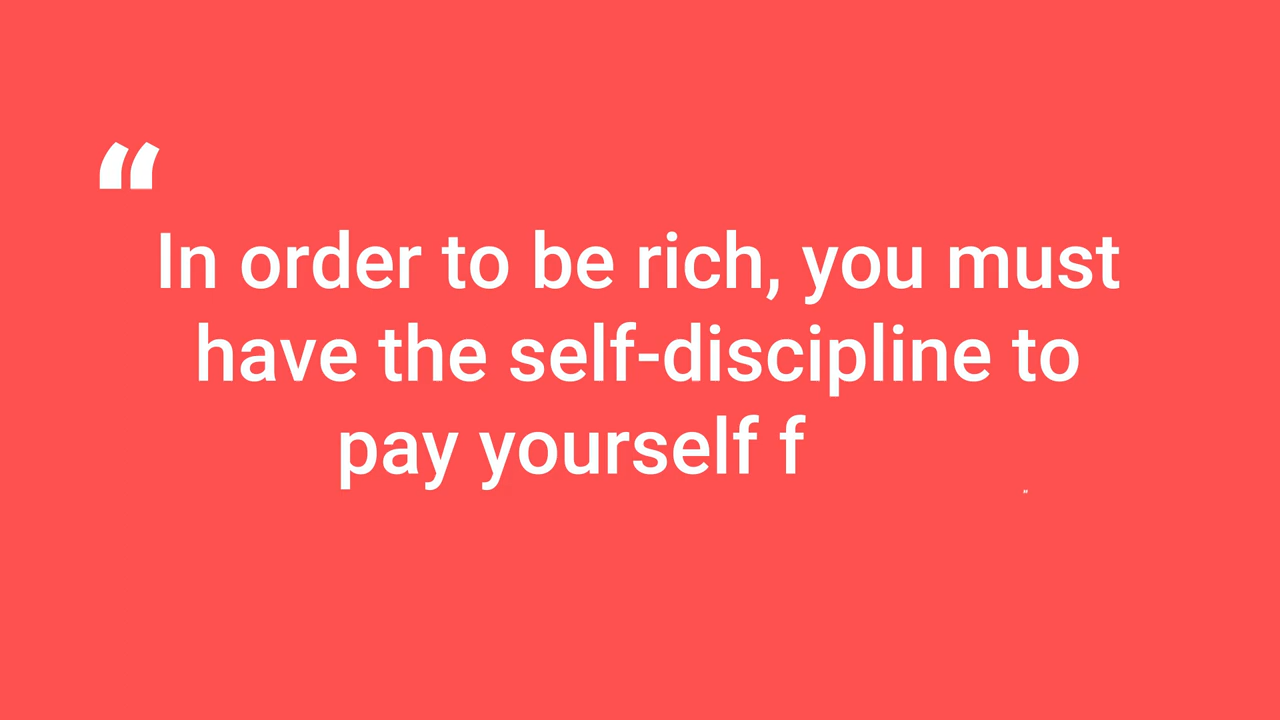 “
In order to be rich, you must
have the self-discipline to
pay yourself f
”